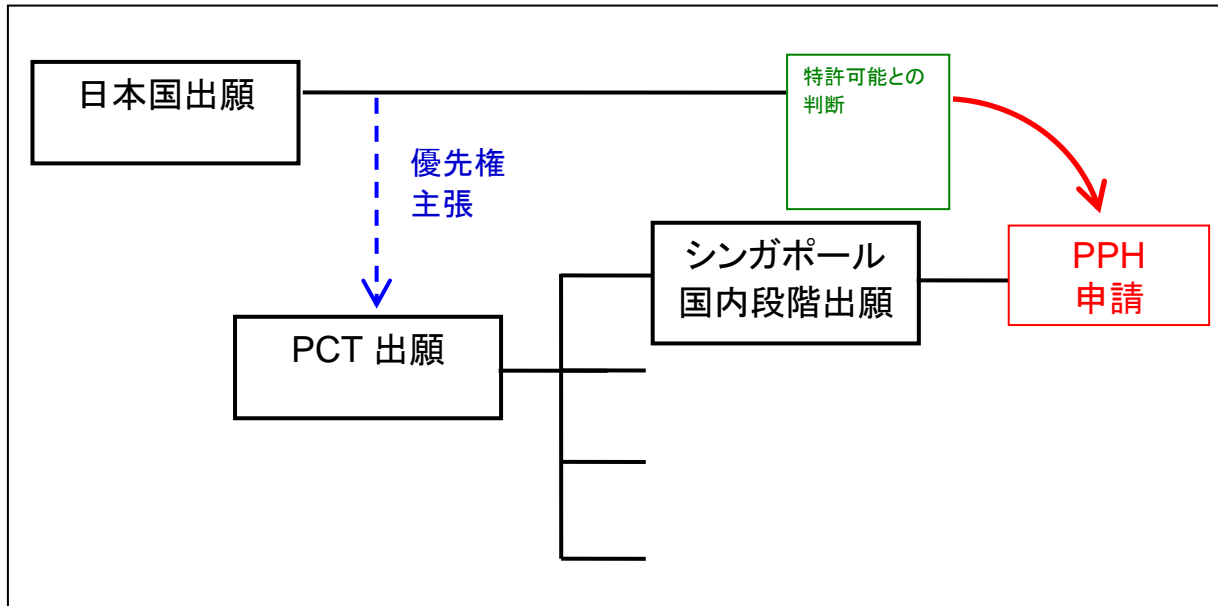 日本国出願
特許可能との
判断
優先権
主張
シンガポール
国内段階出願
PPH
申請
PCT 出願